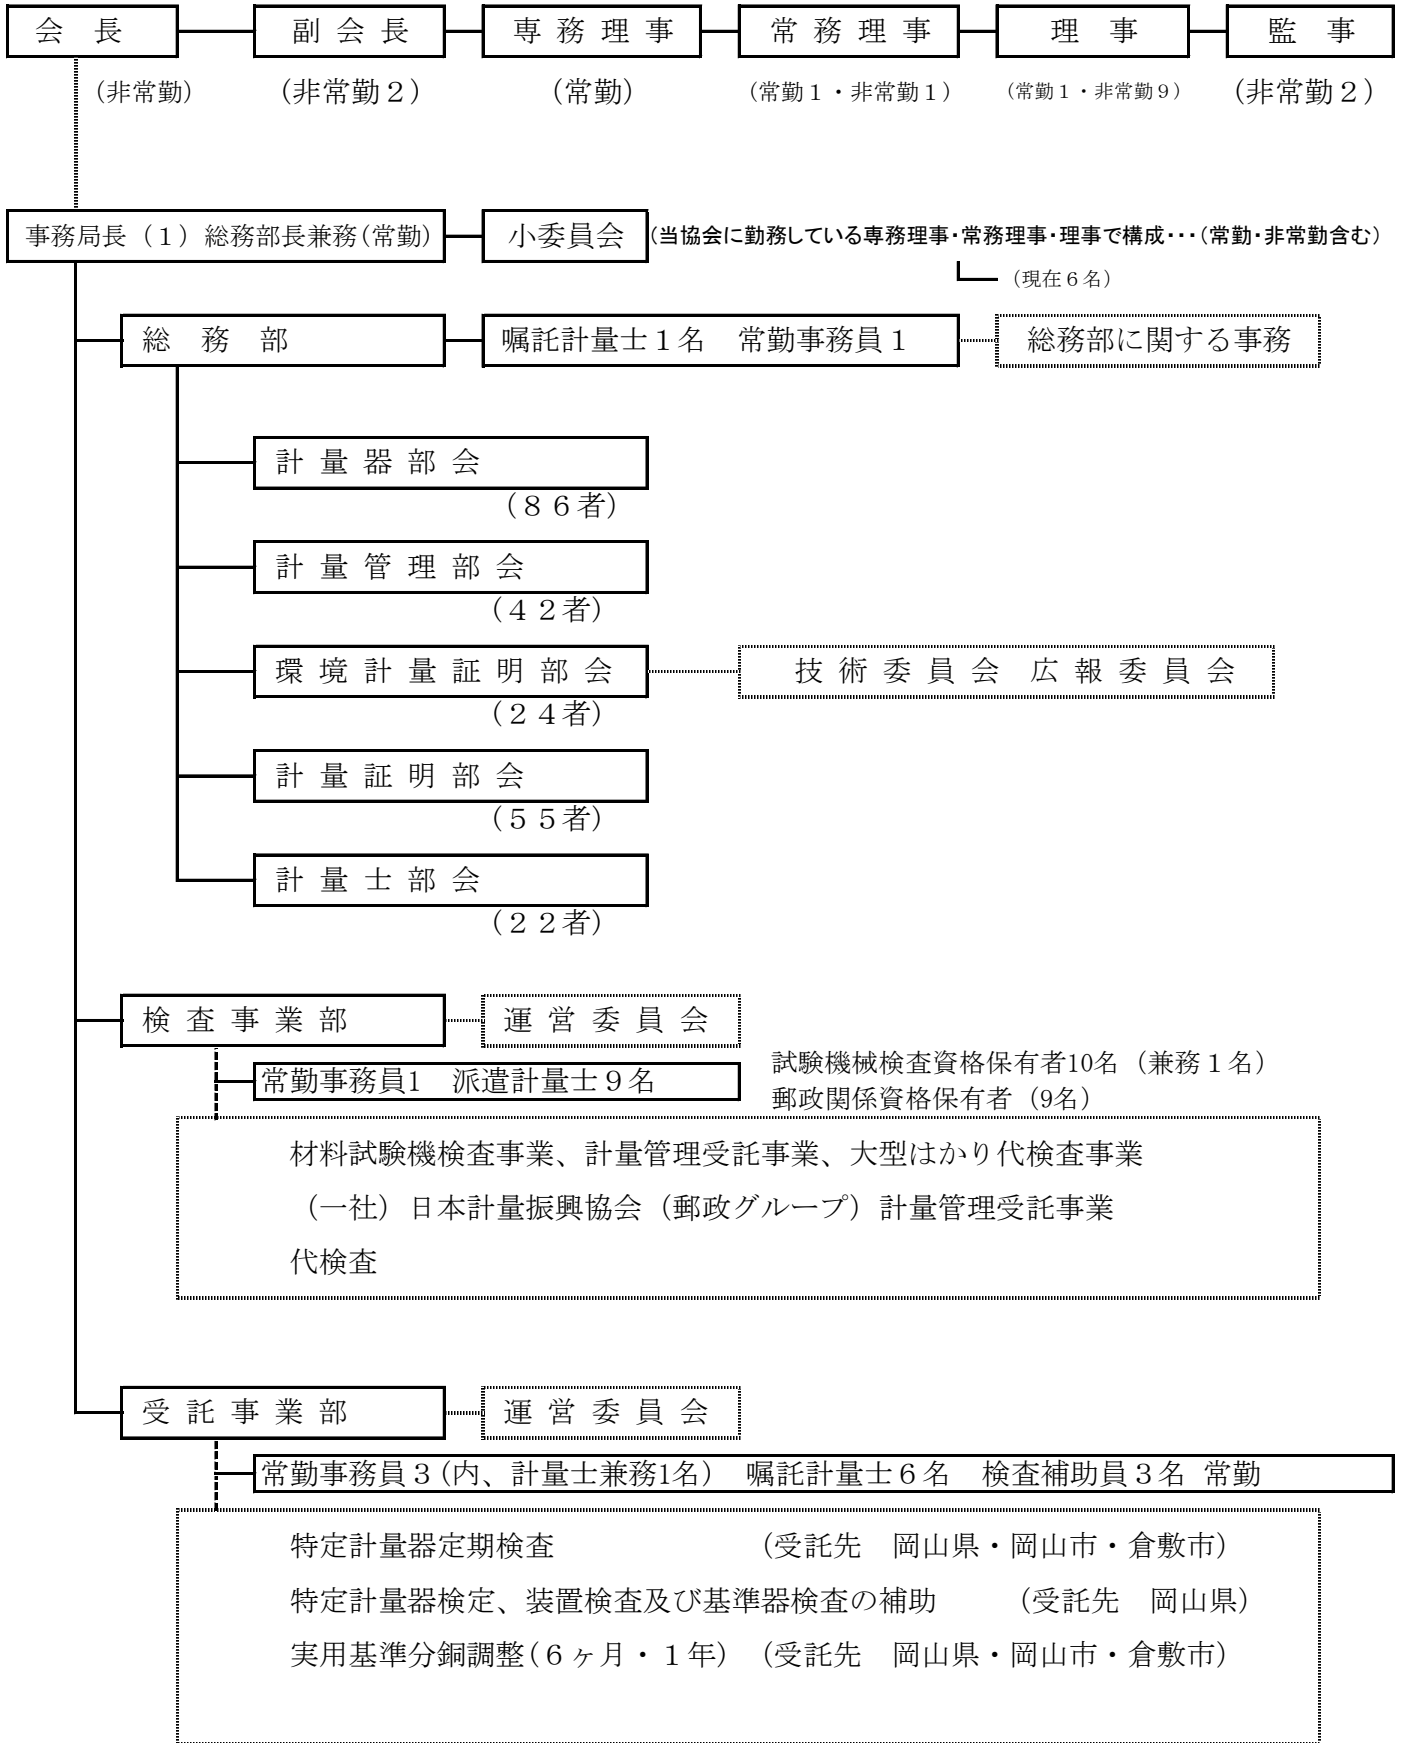 会長 副会長 専務理事 常務理事 理事 監事
(非常勤) (非常勤２) (常勤) (常勤１・非常勤１) (常勤１・非常勤９) (非常勤２)
事務局長（１）総務部長兼務(常勤) 小委員会 (当協会に勤務している専務理事・常務理事・理事で構成・・・(常勤・非常勤含む)
(現在６名)
総務部 嘱託計量士１名　常勤事務員１ 総務部に関する事務
計量器部会
(８６者)
計量管理部会
(４２者)
環境計量証明部会 技術委員会 広報委員会
(２４者)
計量証明部会
(５５者)
計量士部会
(２２者)
検査事業部 運営委員会
常勤事務員1　派遣計量士９名 試験機械検査資格保有者10名（兼務１名）
郵政関係資格保有者（9名）
材料試験機検査事業、計量管理受託事業、大型はかり代検査事業
（一社）日本計量振興協会（郵政グループ）計量管理受託事業
代検査
受託事業部 運営委員会
常勤事務員３(内、計量士兼務1名)　嘱託計量士６名　検査補助員３名 常勤
特定計量器定期検査 (受託先　岡山県・岡山市・倉敷市)
特定計量器検定、装置検査及び基準器検査の補助 (受託先　岡山県)
実用基準分銅調整(６ヶ月・１年) (受託先　岡山県・岡山市・倉敷市)